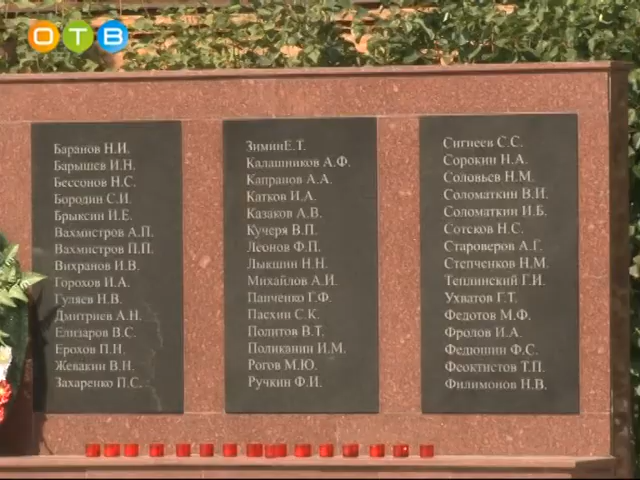 ОТВ
Баранов Н.И.
Барышев И.Н.
Бессонов Н.С.
Бородин С.И.
Брыксин И.Е.
Вахмистров А.П.
Вахмистров П.П.
Вихранов И.В.
Горохов И.А.
Гуляев Н.В.
Дмитриев А.Н.
Елизаров В.С.
Ерохов П.Н.
Жевакин В.Н.
Захаренко П.С.
ЗиминЕ.Т.
Калашников А.Ф.
Капранов А.А.
Катков И.А.
Казаков А.В.
Кучеря В.П.
Леонов Ф.П.
Лыкшин Н.Н.
Михайлов А.И.
Панченко Г.Ф.
Пасхин С.К.
Политов В.Т.
Поликанин И.М.
Рогов М.Ю.
Ручкин Ф.И.
Сигнеев С.С.
Сорокин Н.А.
Соловьев Н.М.
Соломаткин В.И.
Соломаткин И.Б.
Сотсков Н.С.
Староверов А.Г.
Степченков Н.М.
Теплинский Г.И.
Ухватов Г.Т.
Федотов М.Ф.
Фролов И.А.
Федюшин Ф.С.
Феоктистов Т.П.
Филимонов Н.В.